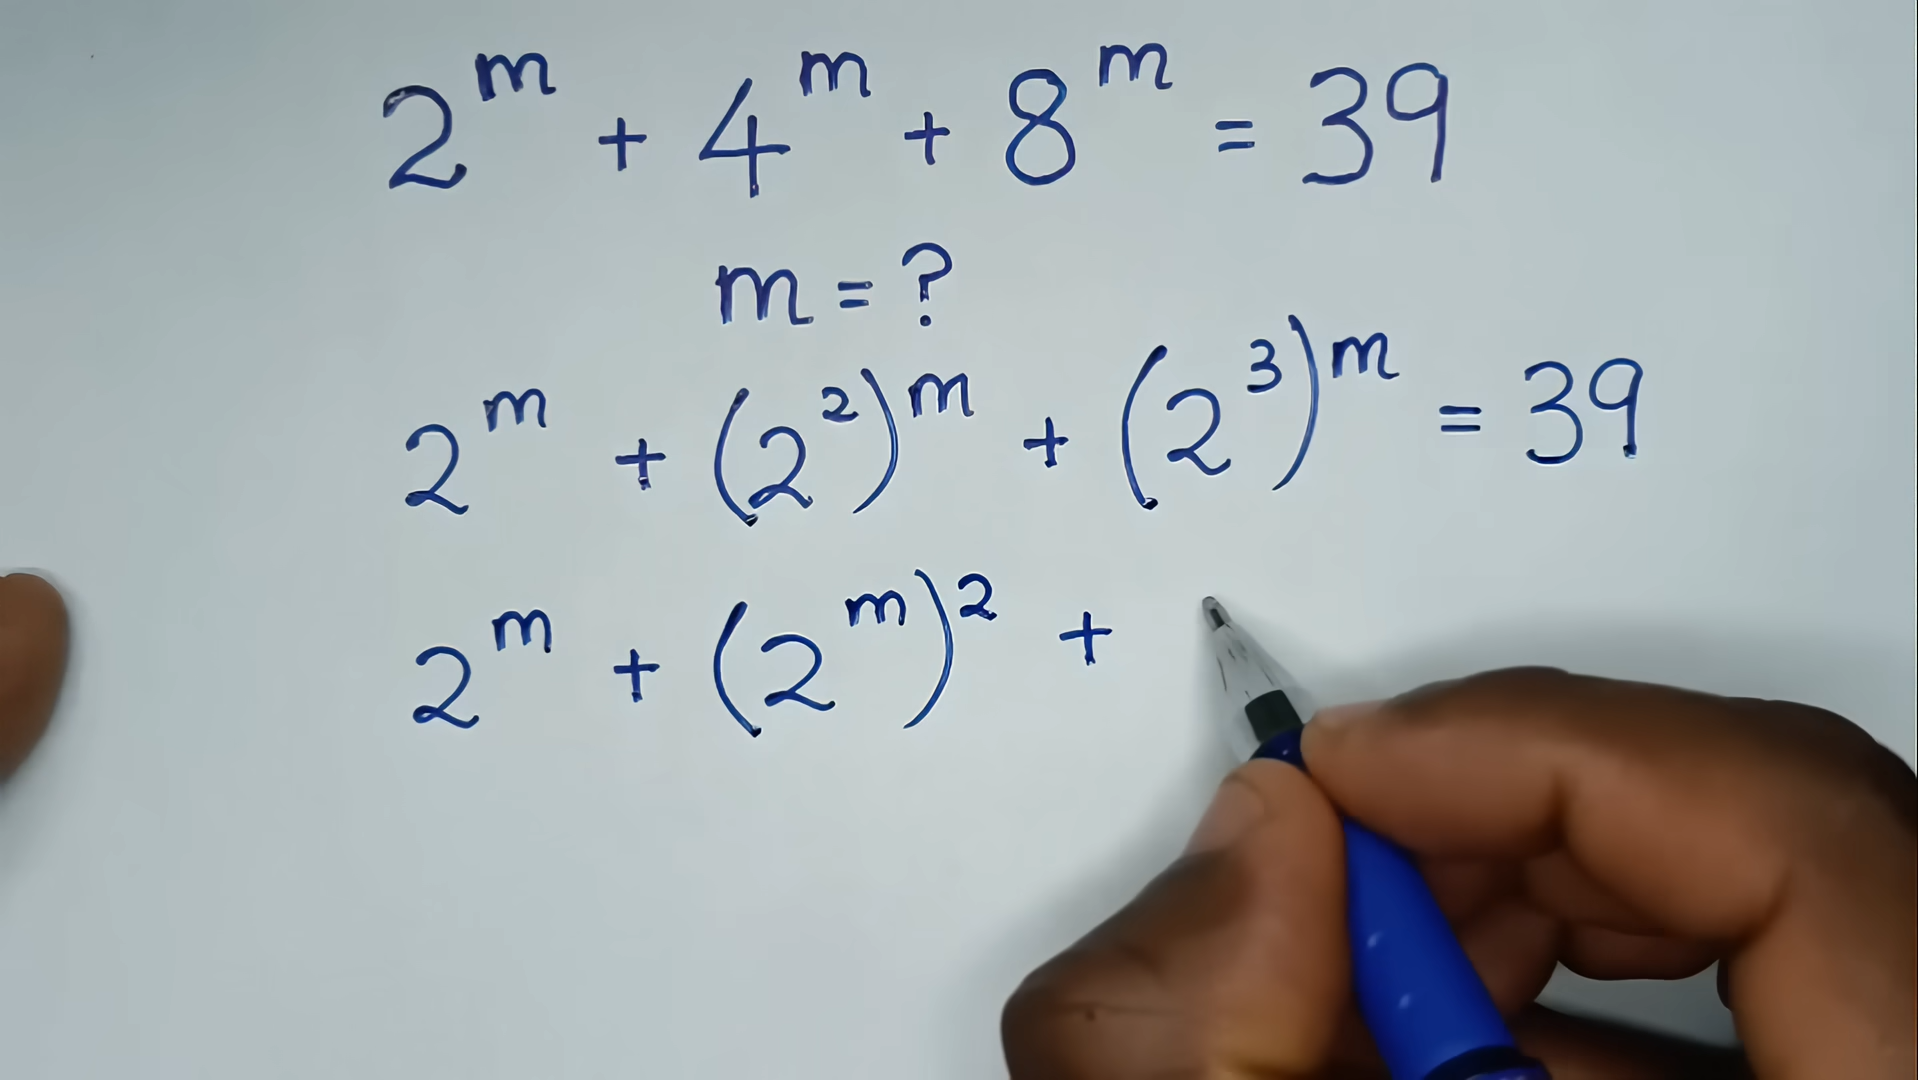 2^m + 4^m + 8^m = 39
m = ?
2^m + (2^2)^m + (2^3)^m = 39
2^m + (2^m)^2 +